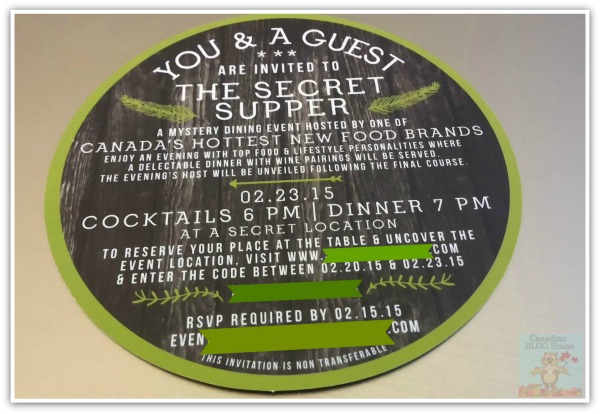 YOU & A GUEST
***
ARE INVITED TO
THE SECRET
SUPPER
A MYSTERY DINING EVENT HOSTED BY ONE OF
CANADA'S HOTTEST NEW FOOD BRANDS
ENJOY AN EVENING WITH TOP FOOD & LIFESTYLE PERSONALITIES WHERE
A DELECTABLE DINNER WITH WINE PAIRINGS WILL BE SERVED.
THE EVENING'S HOST WILL BE UNVEILED FOLLOWING THE FINAL COURSE.
02.23.15
COCKTAILS 6 PM | DINNER 7 PM
AT A SECRET LOCATION
TO RESERVE YOUR PLACE AT THE TABLE & UNCOVER THE
EVENT LOCATION, VISIT WWW. .COM
& ENTER THE CODE BETWEEN 02.20.15 & 02.23.15
RSVP REQUIRED BY 02.15.15
EVEN .COM
THIS INVITATION IS NON TRANSFERABLE
Canadian
BLOG House